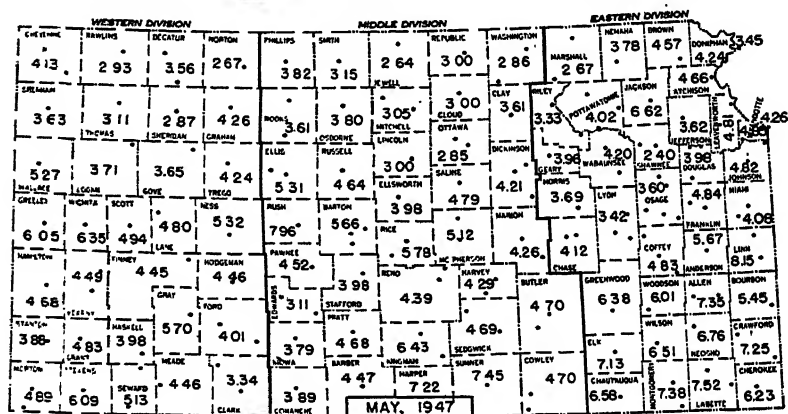 WESTERN DIVISION MIDDLE DIVISION EASTERN DIVISION
CHEYENNE RAWLINS DECATUR NORTON PHILLIPS SMITH JEWELL REPUBLIC WASHINGTON MARSHALL NEMAHA BROWN DONIPHAN
4.13 2.93 3.56 2.67 3.82 3.15 2.64 3.00 2.86 2.67 3.78 4.57 4.24 3.45
SHERMAN THOMAS SHERIDAN GRAHAM ROOKS OSBORNE MITCHELL CLOUD CLAY RILEY POTTAWATOMIE JACKSON ATCHISON
3.63 3.11 2.87 4.26 3.61 3.80 3.05 3.00 3.61 3.33 4.02 6.62 4.66
JEFFERSON LEAVENWORTH
3.62 4.81 4.26
WALLACE LOGAN GOVE TREGO ELLIS RUSSELL LINCOLN OTTAWA DICKINSON GEARY WABAUNSEE SHAWNEE DOUGLAS JOHNSON
5.27 3.71 3.65 4.24 5.31 4.64 3.00 2.85 4.21 3.98 4.20 2.40 3.98 4.82
ELLSWORTH SALINE
3.98 4.79
GREELEY WICHITA SCOTT LANE NESS RUSH BARTON RICE MC PHERSON MARION MORRIS LYON OSAGE FRANKLIN MIAMI
6.05 6.35 4.94 4.80 5.32 7.96 5.66 5.78 5.12 4.26 3.69 3.42 3.60 4.84 4.08
HAMILTON KEARNY FINNEY HODGEMAN PAWNEE STAFFORD RENO HARVEY CHASE COFFEY ANDERSON LINN
4.68 4.49 4.45 4.46 4.52 3.98 4.39 4.29 4.12 4.83 5.67 8.15
GRAY FORD EDWARDS SEDGWICK BUTLER GREENWOOD WOODSON ALLEN BOURBON
5.70 4.01 3.11 4.69 4.70 6.38 6.01 7.35 5.45
STANTON GRANT HASKELL KIOWA PRATT KINGMAN ELK WILSON NEOSHO CRAWFORD
3.88 4.83 3.98 3.79 4.68 6.43 7.13 6.51 6.76 7.25
MORTON STEVENS SEWARD MEADE CLARK COMANCHE BARBER HARPER SUMNER COWLEY CHAUTAUQUA MONTGOMERY LABETTE CHEROKEE
4.89 6.09 5.13 4.46 3.34 3.89 4.47 7.22 7.45 4.70 6.58 7.38 7.52 6.23
MAY, 1947